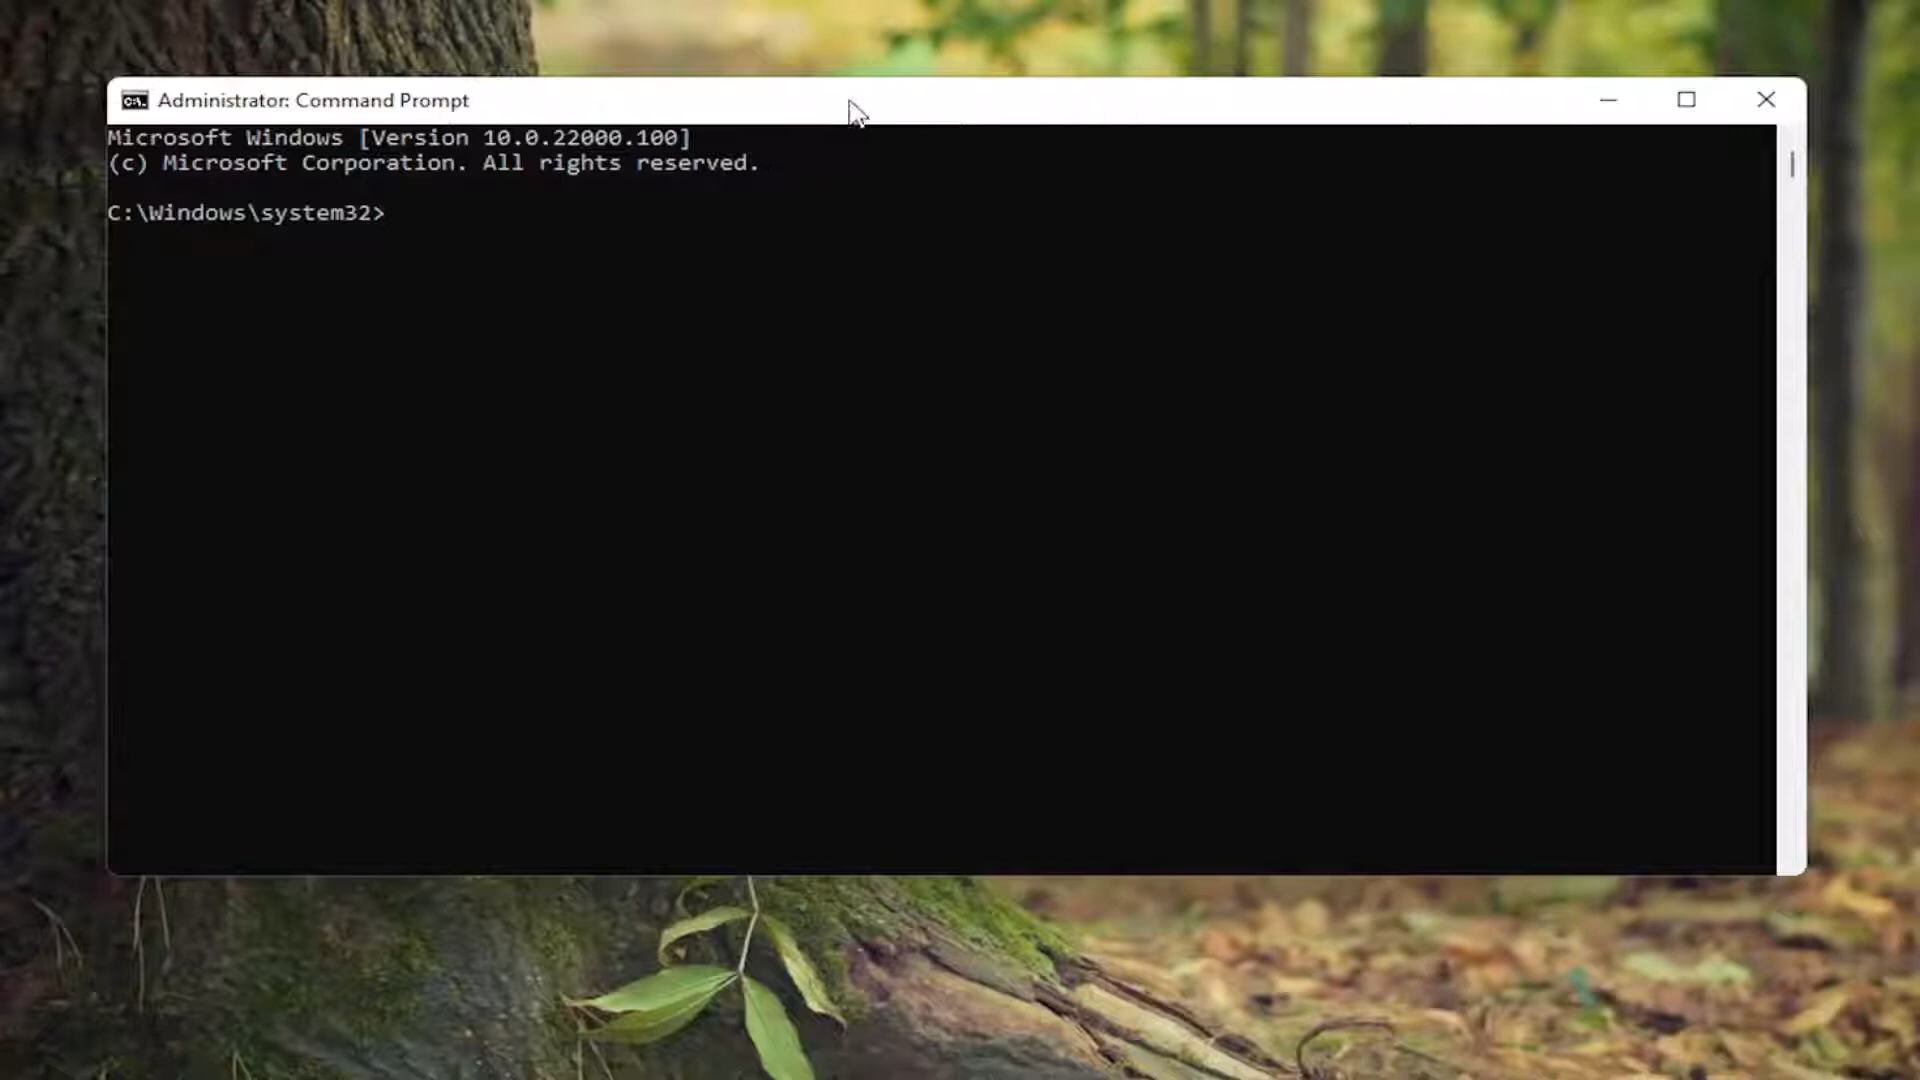 Administrator: Command Prompt
Microsoft Windows [Version 10.0.22000.100]
(c) Microsoft Corporation. All rights reserved.
C:\Windows\system32>